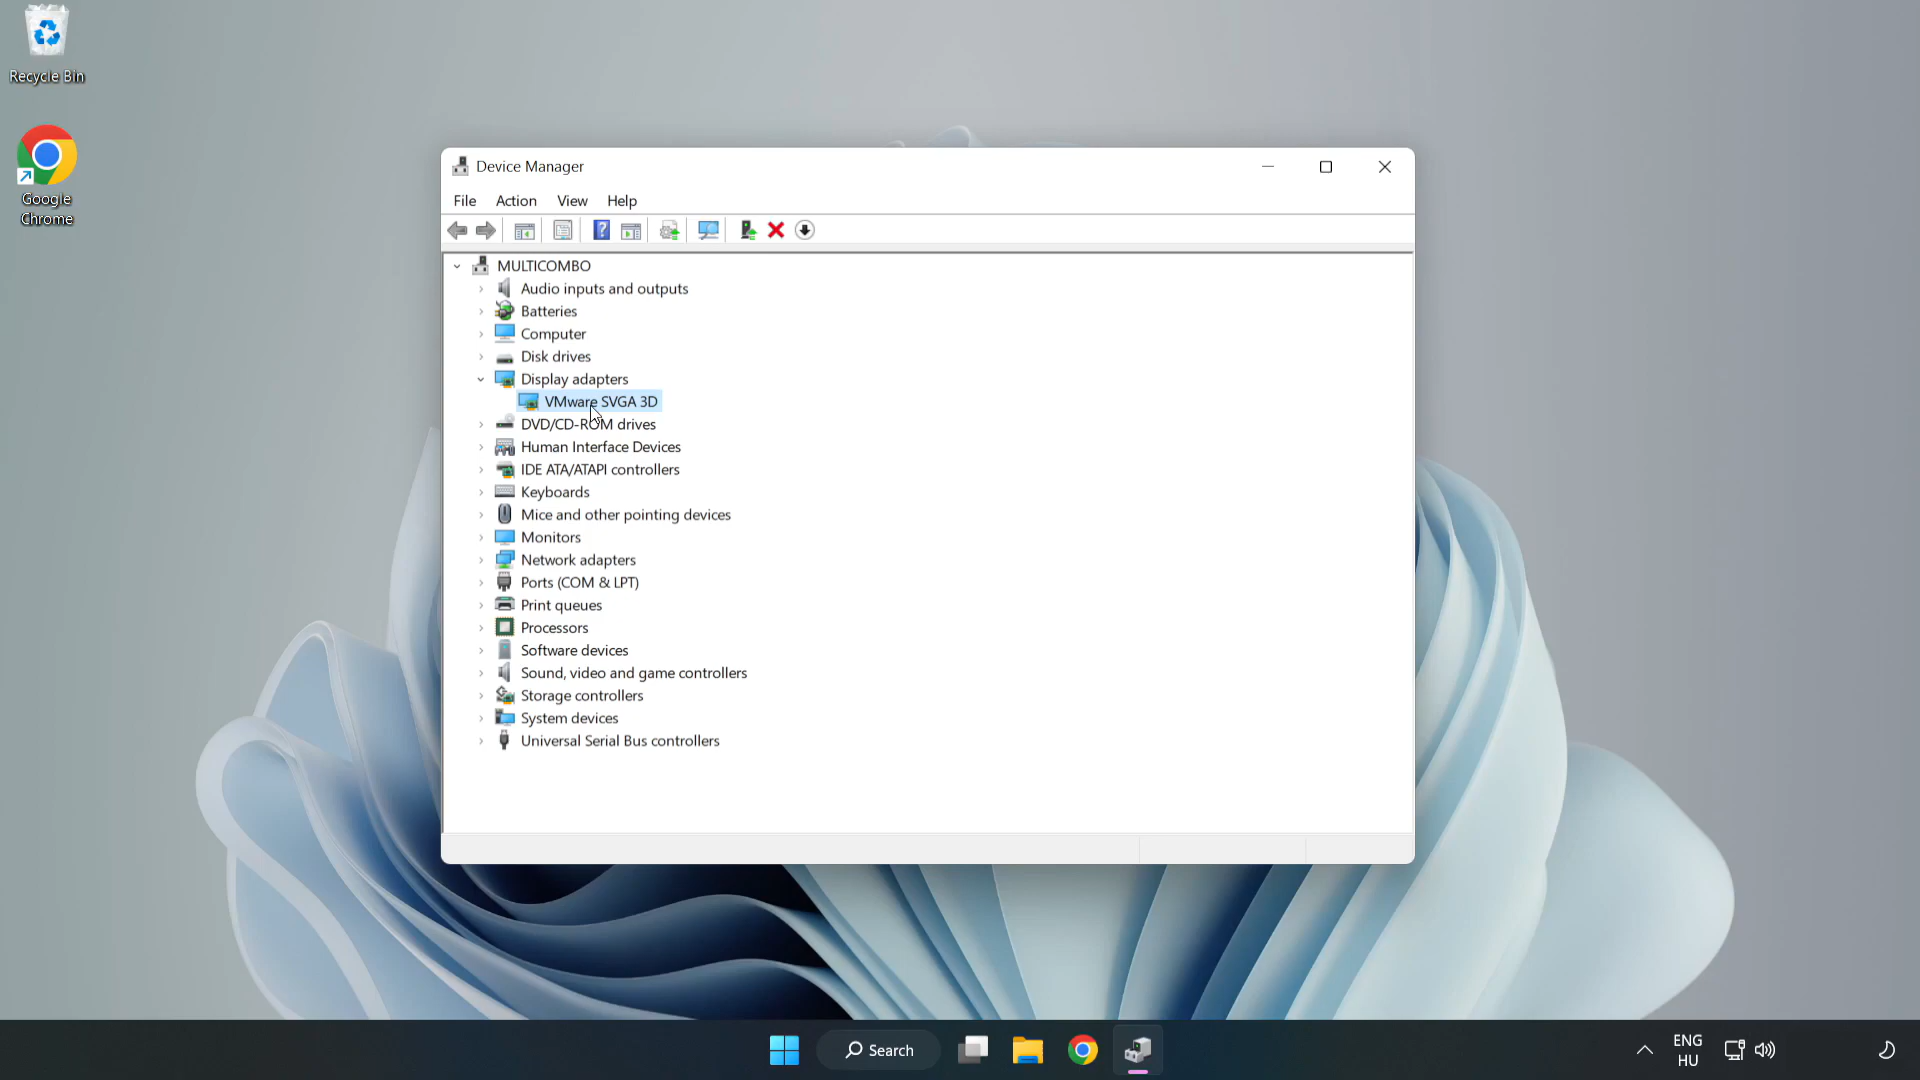 Recycle Bin
Google
Chrome
Device Manager
File Action View Help
MULTICOMBO
Audio inputs and outputs
Batteries
Computer
Disk drives
Display adapters
VMware SVGA 3D
DVD/CD-ROM drives
Human Interface Devices
IDE ATA/ATAPI controllers
Keyboards
Mice and other pointing devices
Monitors
Network adapters
Ports (COM & LPT)
Print queues
Processors
Software devices
Sound, video and game controllers
Storage controllers
System devices
Universal Serial Bus controllers
Search
ENG
HU